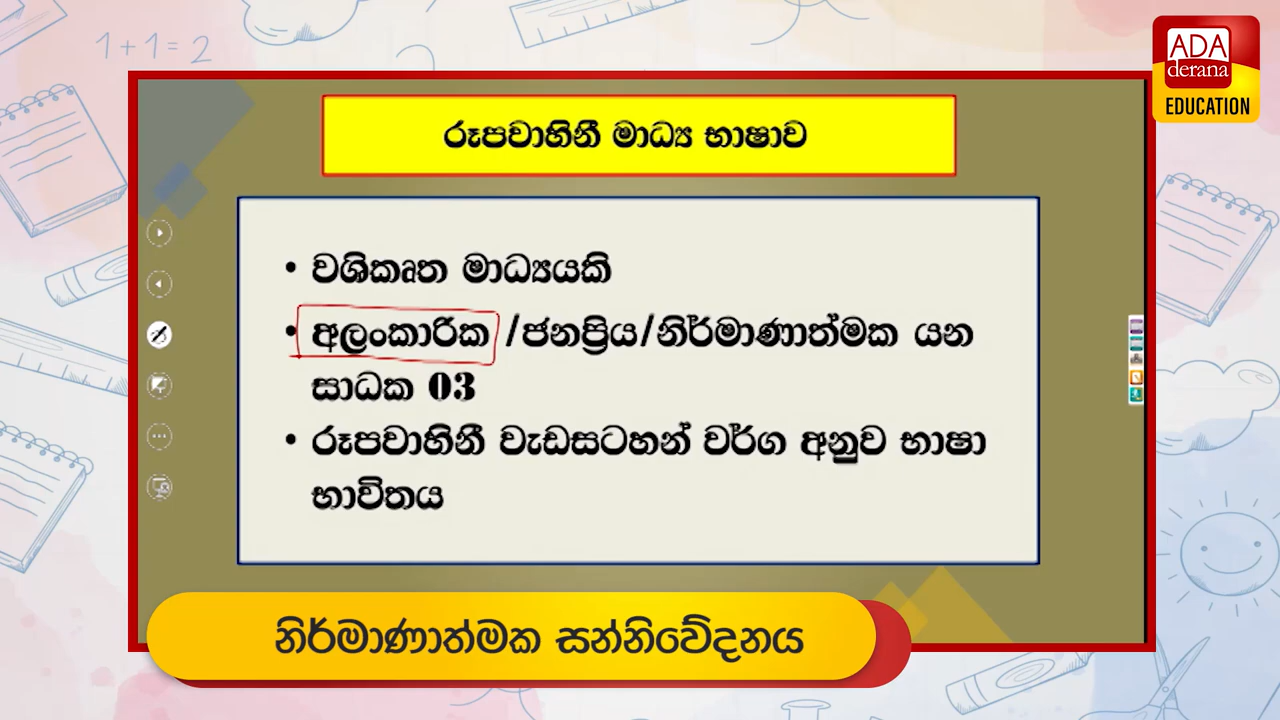 1+1=2
ADA
derana
EDUCATION
රූපවාහිනී මාධ්‍ය භාෂාව
• වශිකෘත මාධ්‍යයකි
• අලංකාරික /ජනප්‍රිය/නිර්මාණාත්මක යන
සාධක 03
• රූපවාහිනී වැඩසටහන් වර්ග අනුව භාෂා
භාවිතය
නිර්මාණාත්මක සන්නිවේදනය